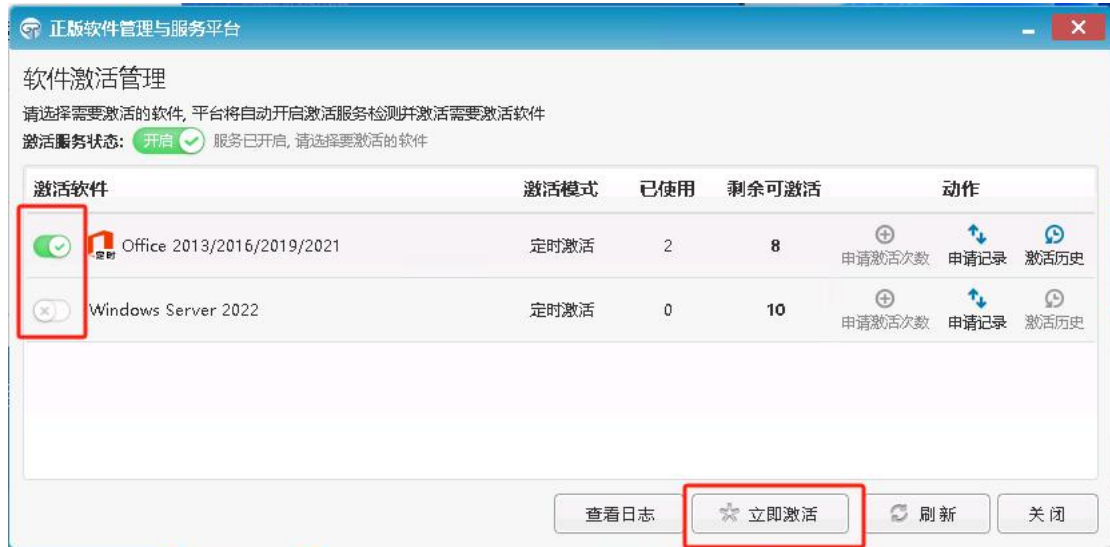 正版软件管理与服务平台
软件激活管理
请选择需要激活的软件, 平台将自动开启激活服务检测并激活需要激活软件
激活服务状态: 开启 服务已开启, 请选择要激活的软件
激活软件 激活模式 已使用 剩余可激活 动作
定时 Office 2013/2016/2019/2021 定时激活 2 8 申请激活次数 申请记录 激活历史
Windows Server 2022 定时激活 0 10 申请激活次数 申请记录 激活历史
查看日志 立即激活 刷新 关闭